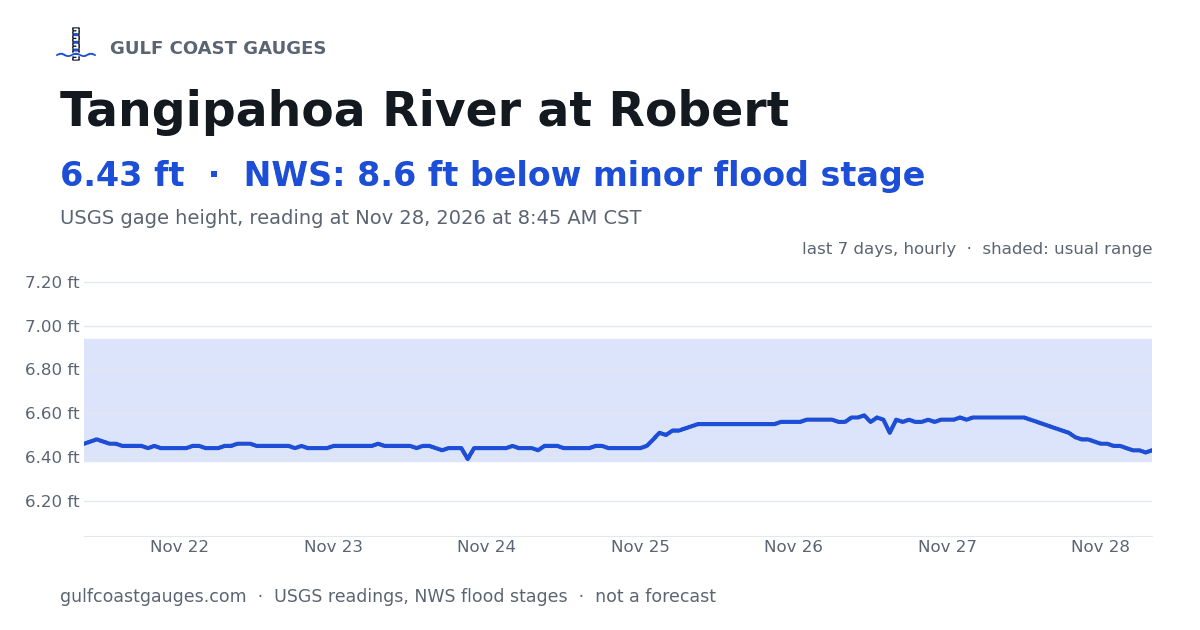 GULF COAST GAUGES
Tangipahoa River at Robert
6.43 ft · NWS: 8.6 ft below minor flood stage
USGS gage height, reading at Nov 28, 2026 at 8:45 AM CST
last 7 days, hourly · shaded: usual range
7.20 ft
7.00 ft
6.80 ft
6.60 ft
6.40 ft
6.20 ft
Nov 22 Nov 23 Nov 24 Nov 25 Nov 26 Nov 27 Nov 28
gulfcoastgauges.com · USGS readings, NWS flood stages · not a forecast